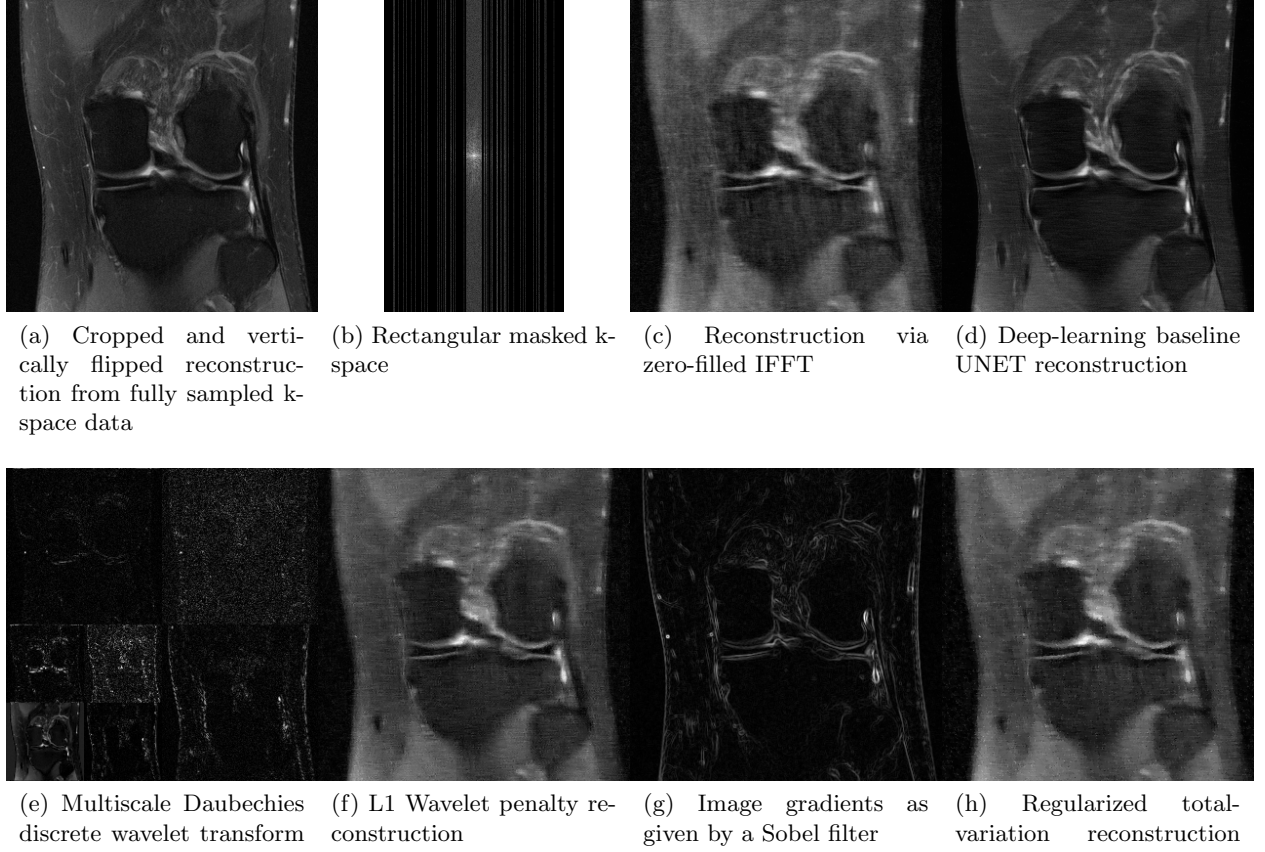 (a) Cropped and verti-
cally flipped reconstruc-
tion from fully sampled k-
space data
(b) Rectangular masked k-
space
(c) Reconstruction via
zero-filled IFFT
(d) Deep-learning baseline
UNET reconstruction
(e) Multiscale Daubechies
discrete wavelet transform
(f) L1 Wavelet penalty re-
construction
(g) Image gradients as
given by a Sobel filter
(h) Regularized total-
variation reconstruction